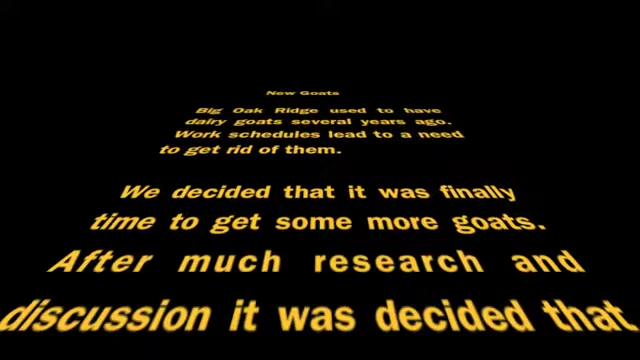 New Goats
Big Oak Ridge used to have
dairy goats several years ago.
Work schedules lead to a need
to get rid of them.
We decided that it was finally
time to get some more goats.
After much research and
discussion it was decided that